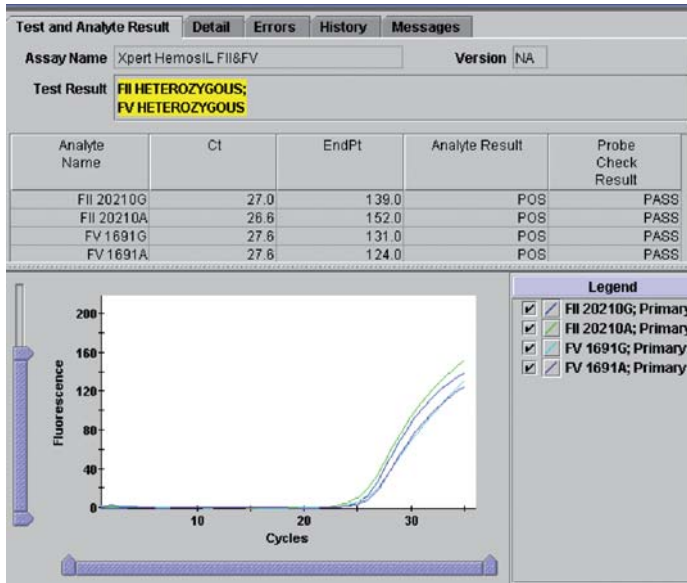 Test and Analyte Result Detail Errors History Messages
Assay Name Xpert HemosIL FII&FV Version NA
Test Result FII HETEROZYGOUS;
FV HETEROZYGOUS
Analyte Name Ct EndPt Analyte Result Probe Check Result
FII 20210G 27.0 139.0 POS PASS
FII 20210A 26.6 152.0 POS PASS
FV 1691G 27.6 131.0 POS PASS
FV 1691A 27.6 124.0 POS PASS
Legend
FII 20210G; Primary
FII 20210A; Primary
FV 1691G; Primary
FV 1691A; Primary
Fluorescence
200
160
120
80
40
0
10 20 30
Cycles